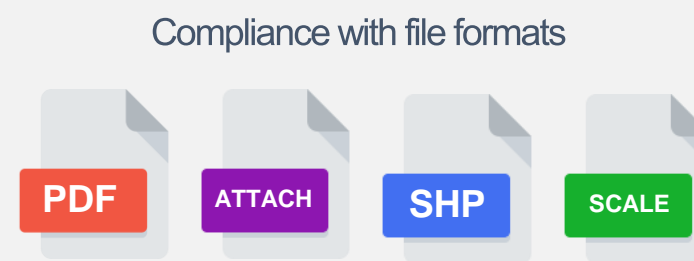 Compliance with file formats
PDF
ATTACH
SHP
SCALE